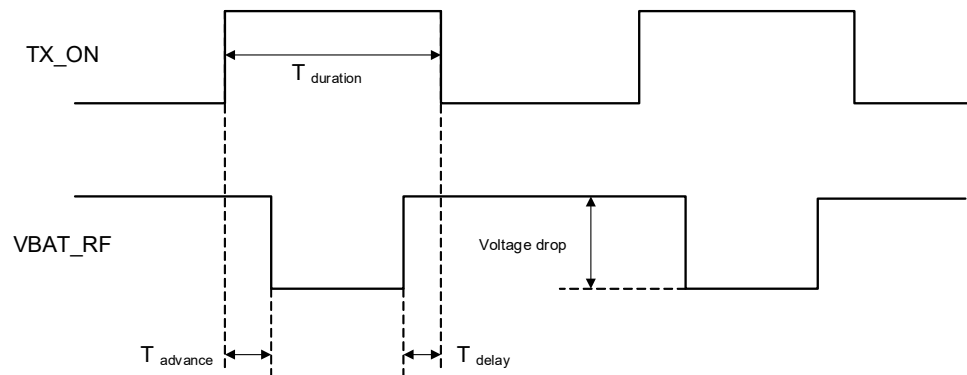 TX_ON
T duration
VBAT_RF
Voltage drop
T advance
T delay